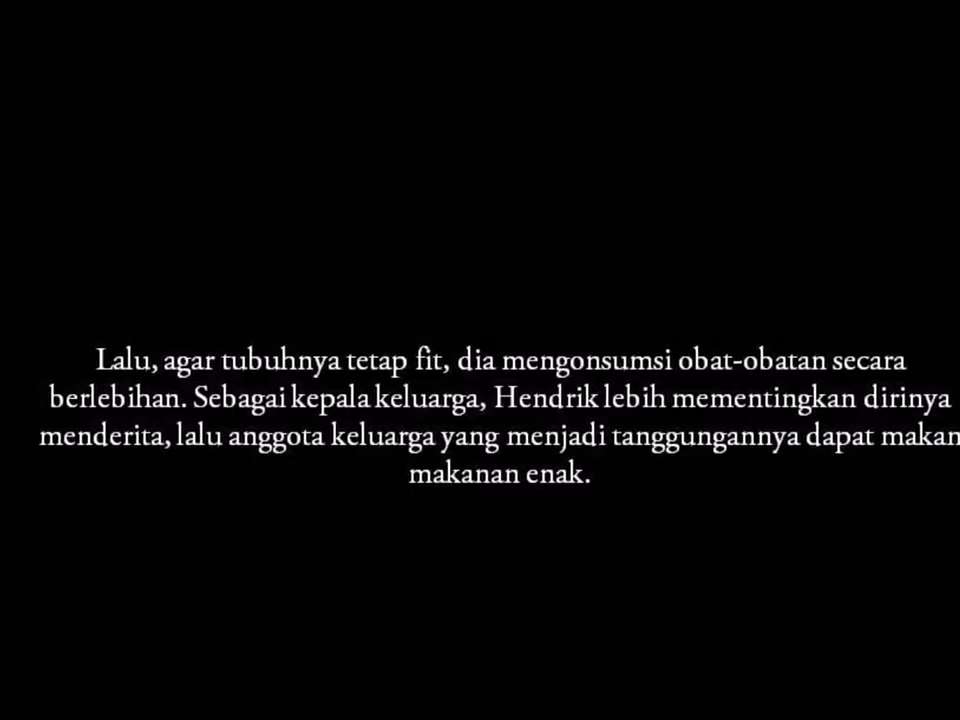 Lalu, agar tubuhnya tetap fit, dia mengonsumsi obat-obatan secara
berlebihan. Sebagai kepala keluarga, Hendrik lebih mementingkan dirinya
menderita, lalu anggota keluarga yang menjadi tanggungannya dapat makan
makanan enak.